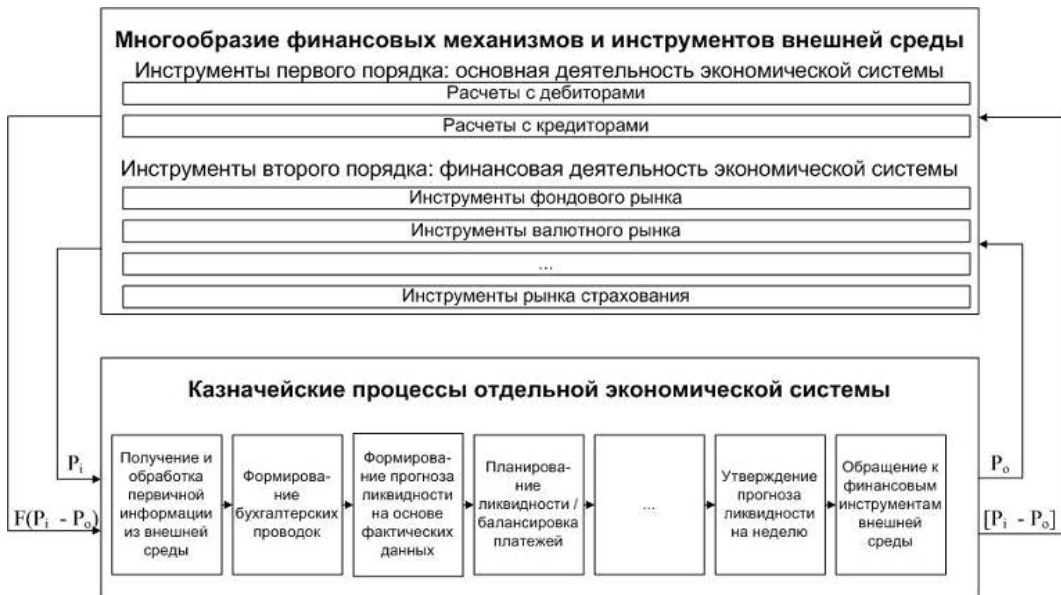 Многообразие финансовых механизмов и инструментов внешней среды
Инструменты первого порядка: основная деятельность экономической системы
Расчеты с дебиторами
Расчеты с кредиторами
Инструменты второго порядка: финансовая деятельность экономической системы
Инструменты фондового рынка
Инструменты валютного рынка
...
Инструменты рынка страхования
Казначейские процессы отдельной экономической системы
Pi
F(Pi - Po)
Получение и
обработка
первичной
информации
из внешней
среды
Формирова-
ние
бухгалтерских
проводок
Формирова-
ние прогноза
ликвидности
на основе
фактических
данных
Планирова-
ние
ликвидности /
балансировка
платежей
...
Утверждение
прогноза
ликвидности
на неделю
Обращение к
финансовым
инструментам
внешней
среды
Po
[Pi - Po]